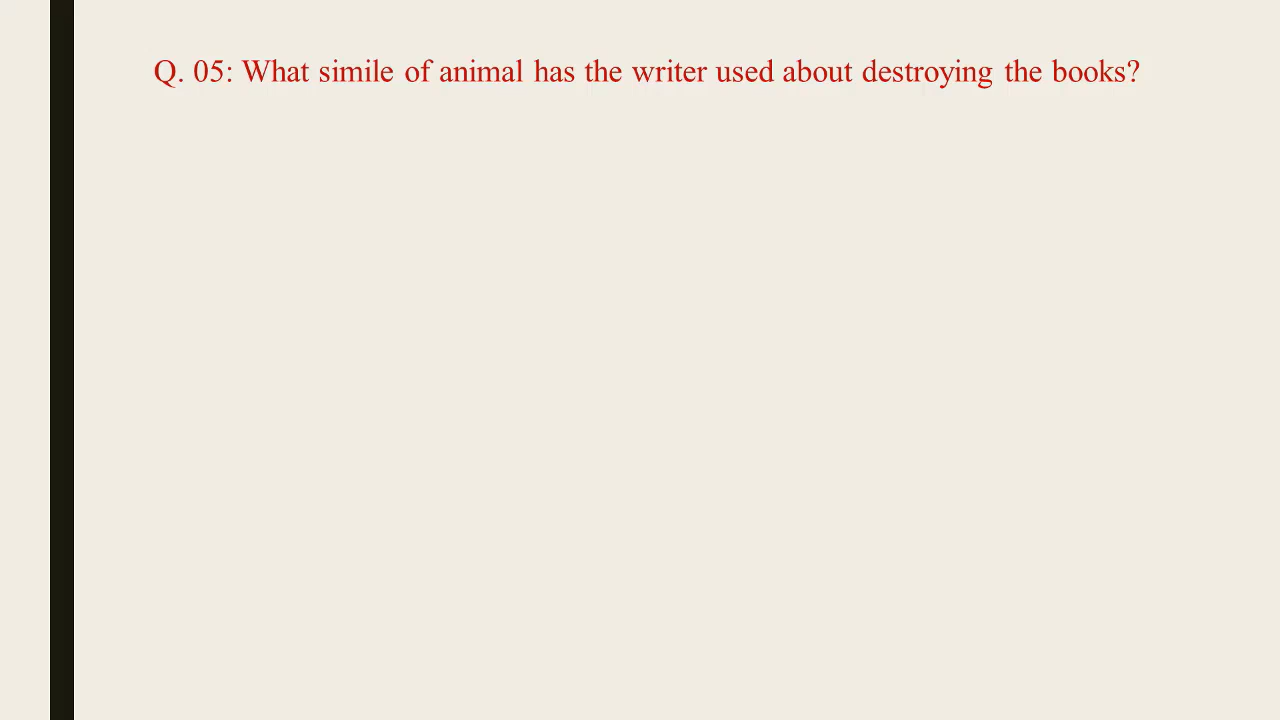 Q. 05: What simile of animal has the writer used about destroying the books?